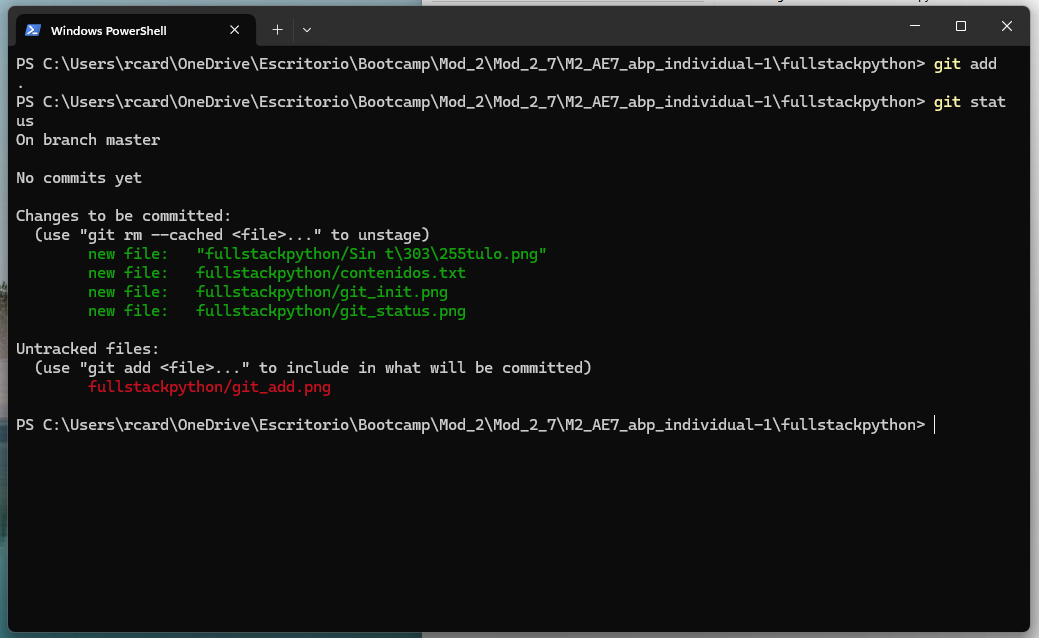 Windows PowerShell
PS C:\Users\rcard\OneDrive\Escritorio\Bootcamp\Mod_2\Mod_2_7\M2_AE7_abp_individual-1\fullstackpython> git add
.
PS C:\Users\rcard\OneDrive\Escritorio\Bootcamp\Mod_2\Mod_2_7\M2_AE7_abp_individual-1\fullstackpython> git stat
us
On branch master
No commits yet
Changes to be committed:
(use "git rm --cached <file>..." to unstage)
new file: "fullstackpython/Sin t\303\255tulo.png"
new file: fullstackpython/contenidos.txt
new file: fullstackpython/git_init.png
new file: fullstackpython/git_status.png
Untracked files:
(use "git add <file>..." to include in what will be committed)
fullstackpython/git_add.png
PS C:\Users\rcard\OneDrive\Escritorio\Bootcamp\Mod_2\Mod_2_7\M2_AE7_abp_individual-1\fullstackpython>